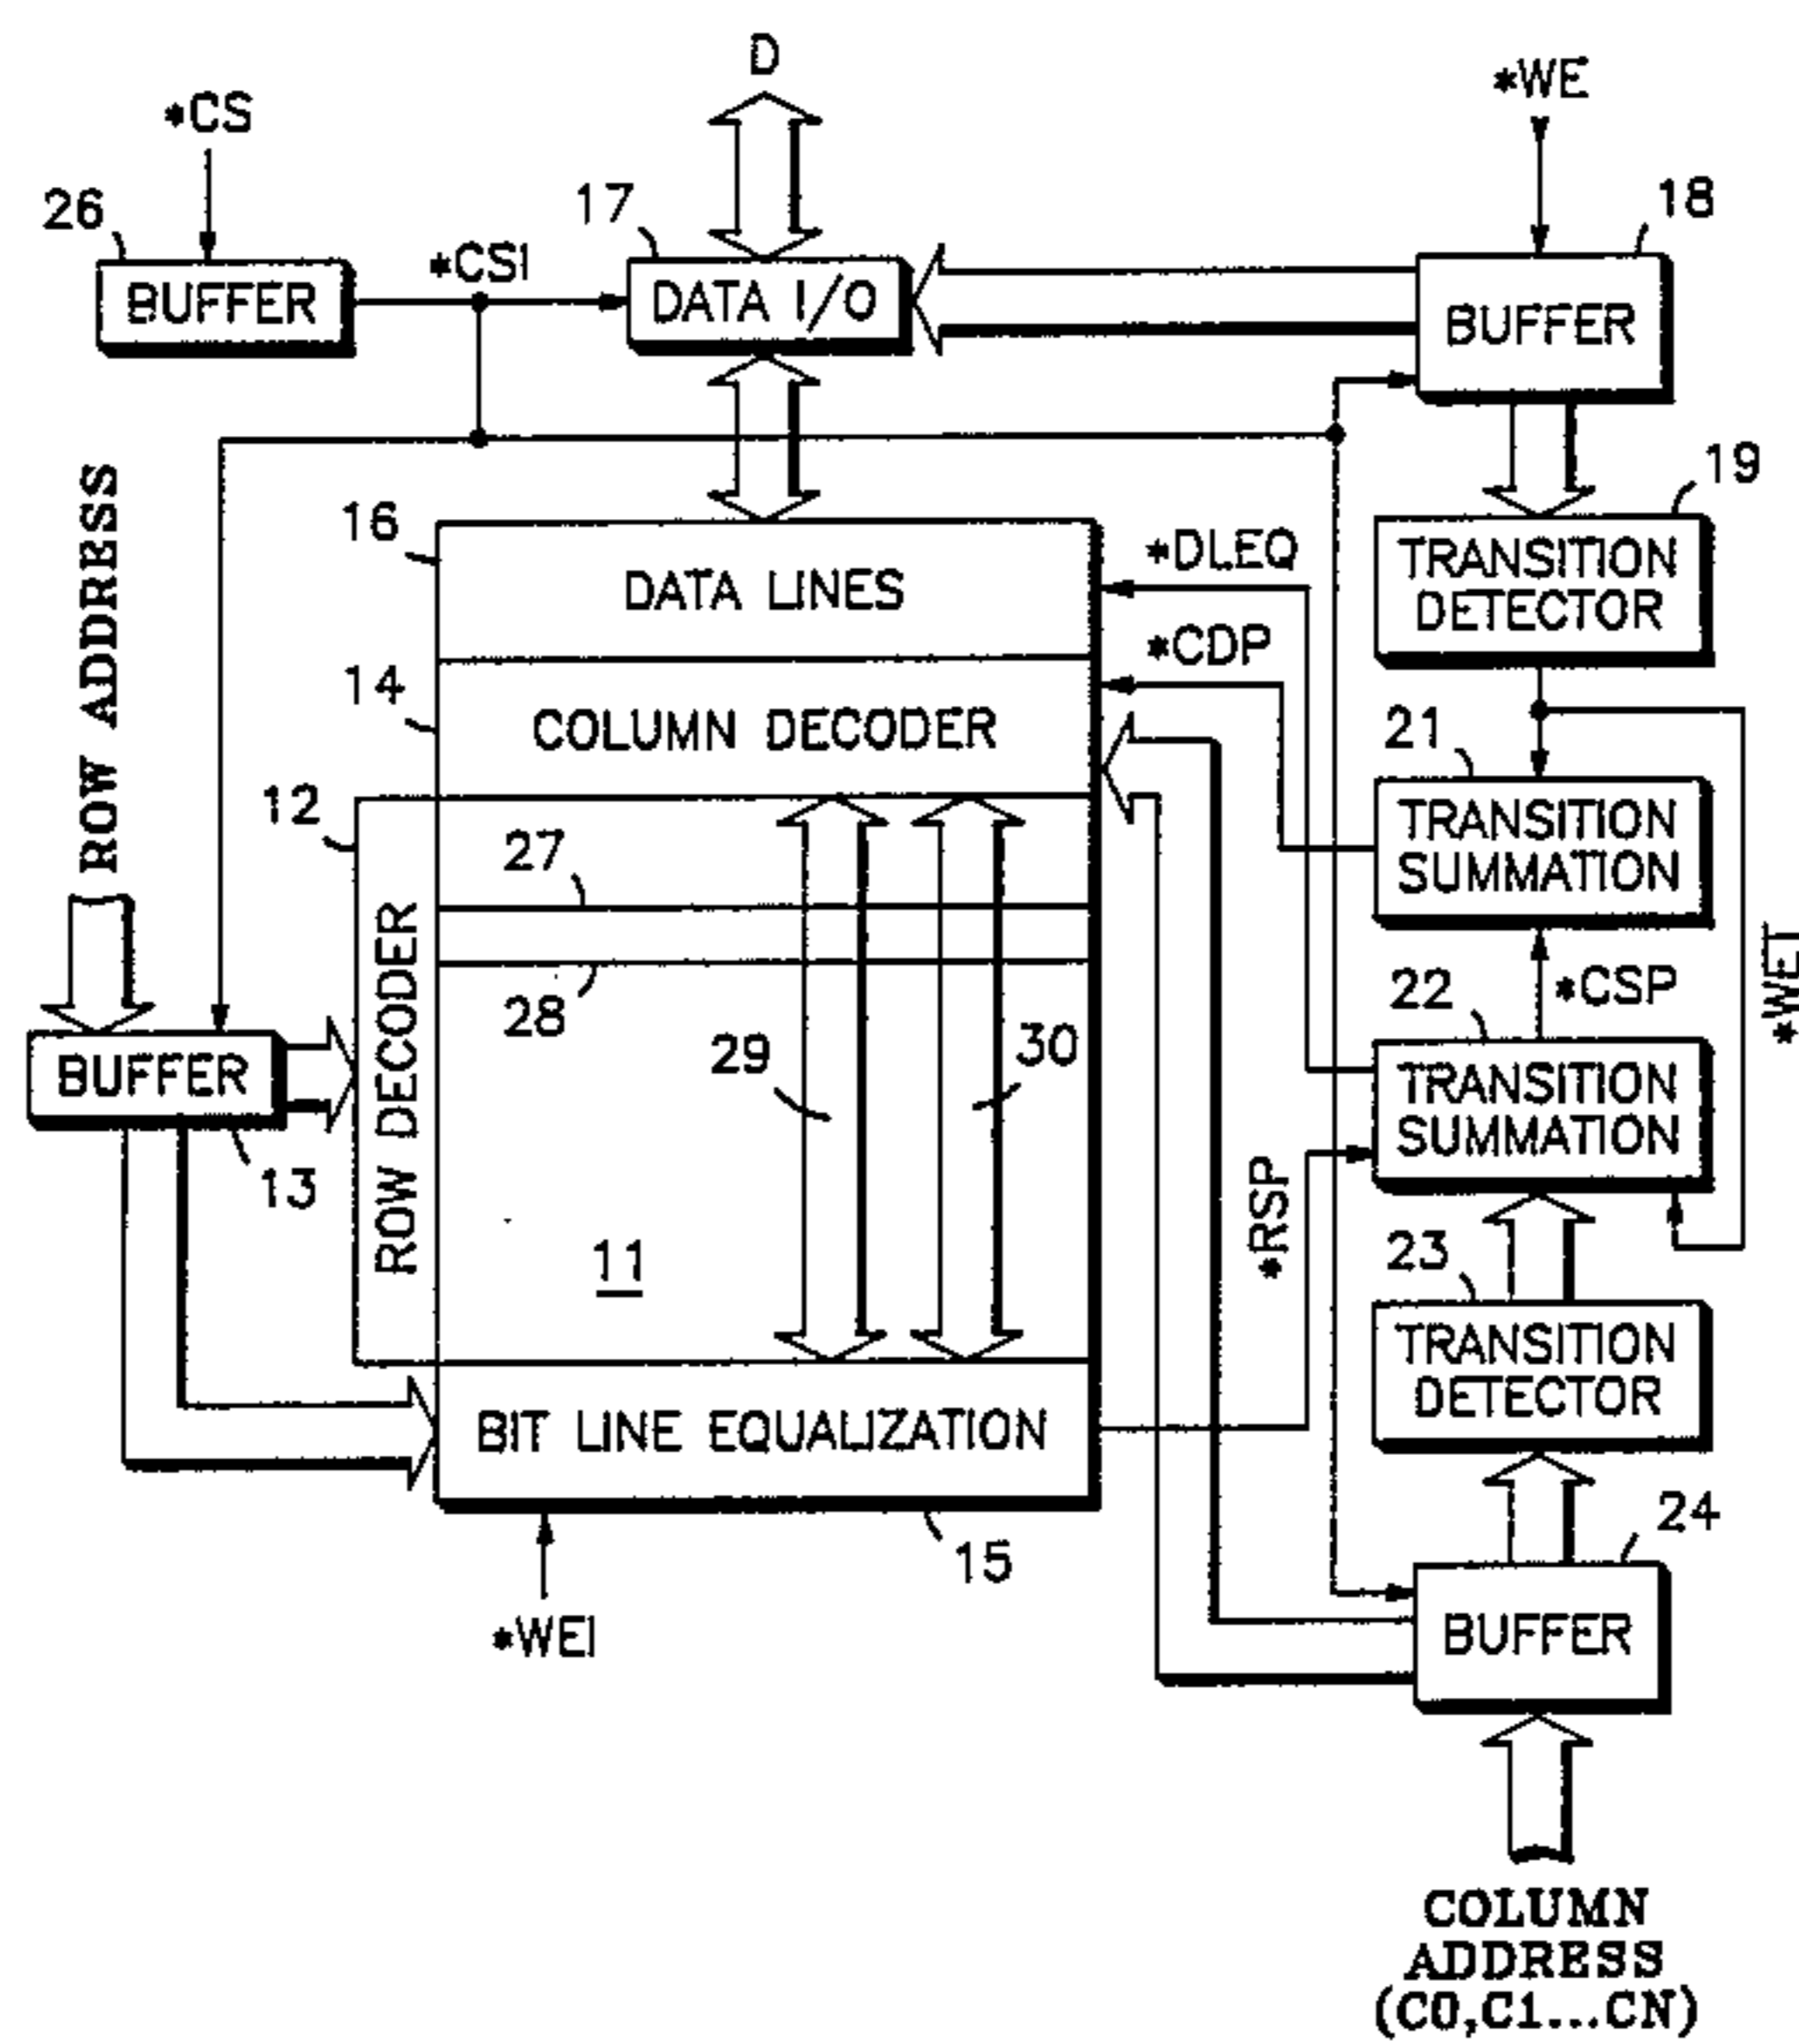 D
*WE
*CS
26
17
18
*CSI
BUFFER
DATA I/O
BUFFER
19
16
*DLEQ
TRANSITION
DETECTOR
DATA LINES
ROW ADDRESS
*CDP
14
COLUMN DECODER
21
12
TRANSITION
SUMMATION
27
ROW DECODER
*WET
22
*CSP
28
29
30
BUFFER
TRANSITION
SUMMATION
13
*RSP
11
23
TRANSITION
DETECTOR
BIT LINE EQUALIZATION
24
15
*WEI
BUFFER
COLUMN
ADDRESS
(C0,C1...CN)